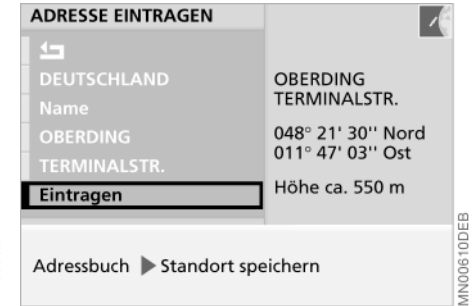 ADRESSE EINTRAGEN
DEUTSCHLAND
Name
OBERDING
TERMINALSTR.
Eintragen
OBERDING
TERMINALSTR.
048° 21' 30'' Nord
011° 47' 03'' Ost
Höhe ca. 550 m
Adressbuch ▶ Standort speichern
MN00610DEB